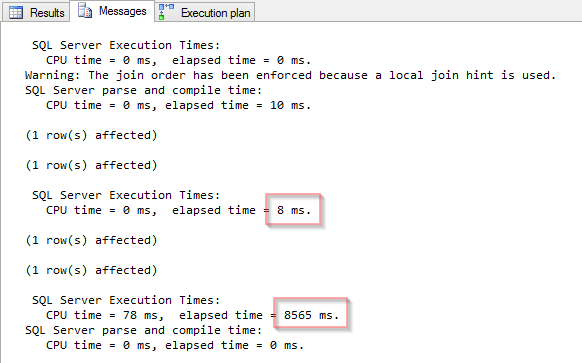 Results Messages Execution plan
SQL Server Execution Times:
CPU time = 0 ms, elapsed time = 0 ms.
Warning: The join order has been enforced because a local join hint is used.
SQL Server parse and compile time:
CPU time = 0 ms, elapsed time = 10 ms.
(1 row(s) affected)
(1 row(s) affected)
SQL Server Execution Times:
CPU time = 0 ms, elapsed time = 8 ms.
(1 row(s) affected)
(1 row(s) affected)
SQL Server Execution Times:
CPU time = 78 ms, elapsed time = 8565 ms.
SQL Server parse and compile time:
CPU time = 0 ms, elapsed time = 0 ms.